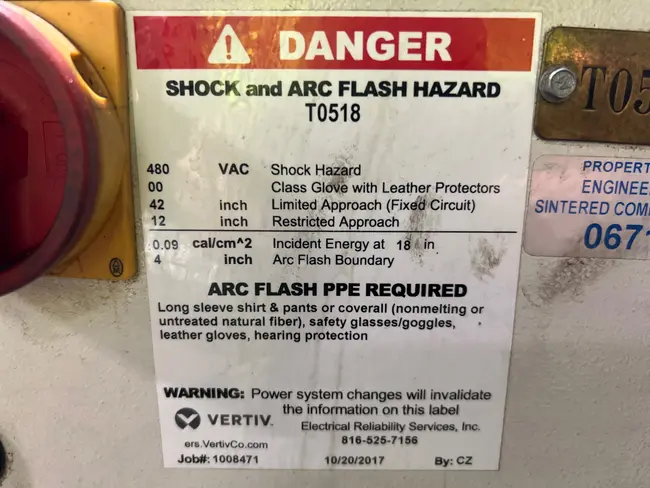 DANGER
SHOCK and ARC FLASH HAZARD
T0518
480 VAC Shock Hazard
00 Class Glove with Leather Protectors
42 inch Limited Approach (Fixed Circuit)
12 inch Restricted Approach
0.09 cal/cm^2 Incident Energy at 18 in
4 inch Arc Flash Boundary
ARC FLASH PPE REQUIRED
Long sleeve shirt & pants or coverall (nonmelting or
untreated natural fiber), safety glasses/goggles,
leather gloves, hearing protection
WARNING: Power system changes will invalidate
the information on this label
VERTIV.
Electrical Reliability Services, Inc.
ers.VertivCo.com
816-525-7156
Job#: 1008471 10/20/2017 By: CZ
T05
PROPERT
ENGINEE
SINTERED COM
0671